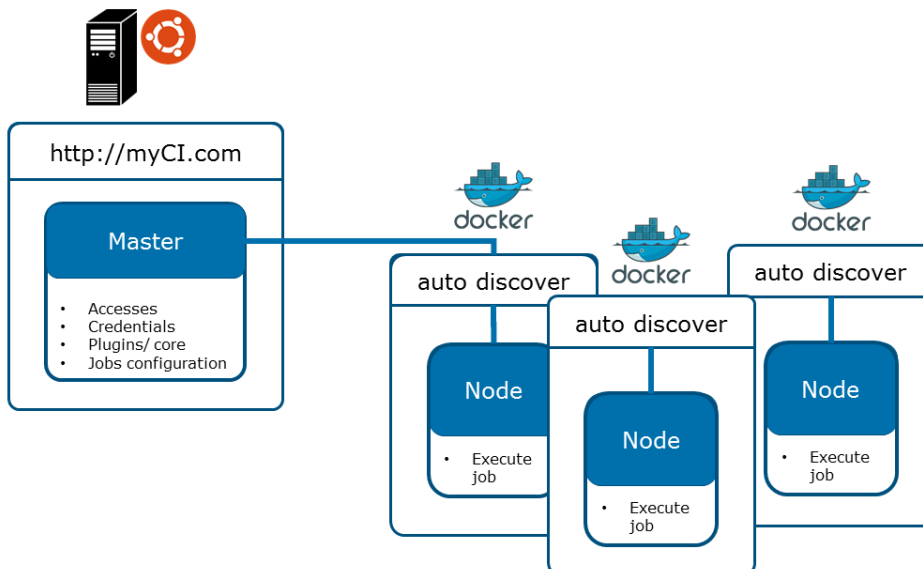 http://myCI.com
Master
• Accesses
• Credentials
• Plugins/ core
• Jobs configuration
docker
auto discover
Node
• Execute
job
docker
auto discover
Node
• Execute
job
docker
auto discover
Node
• Execute
job